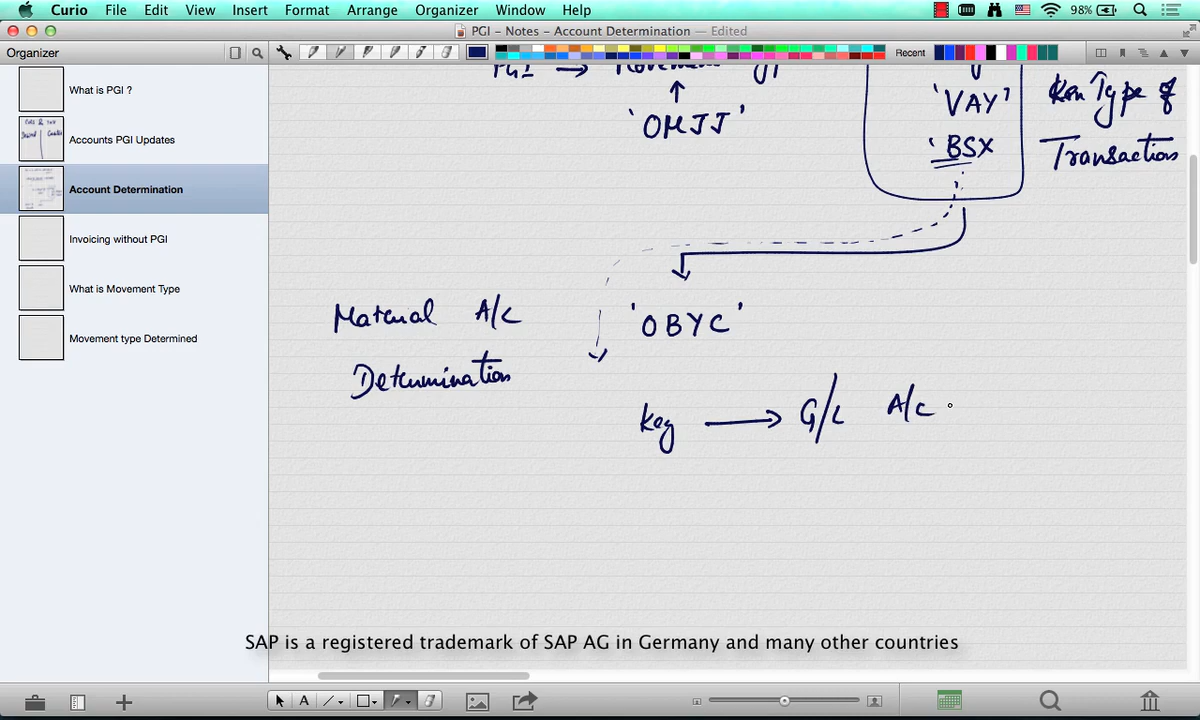 Curio File Edit View Insert Format Arrange Organizer Window Help 98%
PGI – Notes – Account Determination — Edited
Organizer
Recent
What is PGI ?
Accounts PGI Updates
Account Determination
Invoicing without PGI
What is Movement Type
Movement type Determined
PGI →
↑
'OMJJ'
'VAY'
'BSX
Type of
Transaction
Material A/c
Determination
'OBYC'
key → G/L A/c
SAP is a registered trademark of SAP AG in Germany and many other countries
A